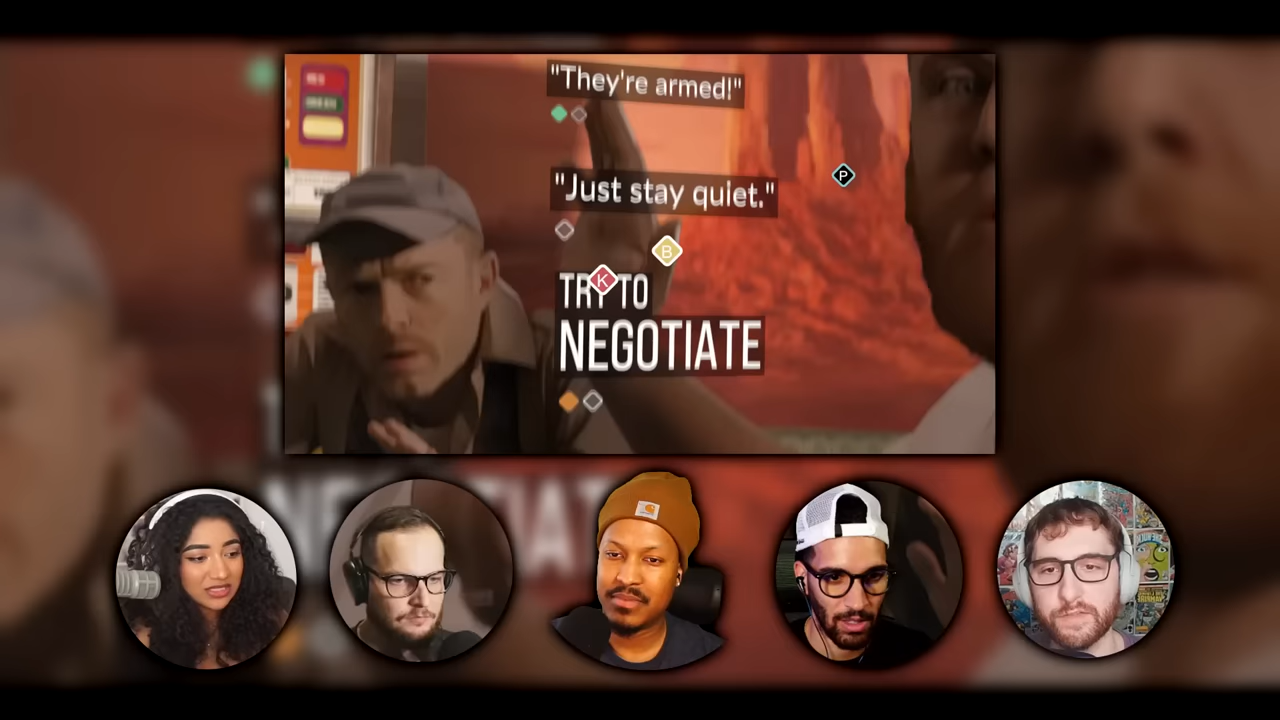 "They're armed!"
P
"Just stay quiet."
B
K
TRY TO
NEGOTIATE